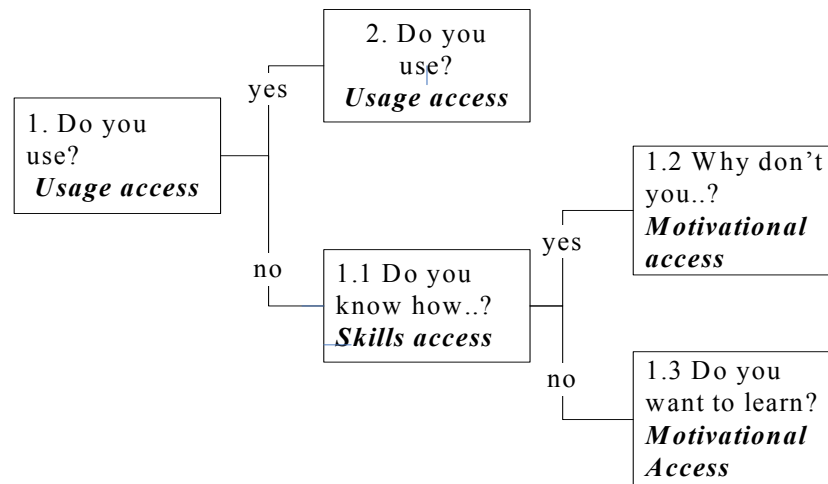 1. Do you
use?
Usage access
yes
no
2. Do you
use?
Usage access
1.1 Do you
know how..?
Skills access
yes
no
1.2 Why don’t
you..?
Motivational
access
1.3 Do you
want to learn?
Motivational
Access